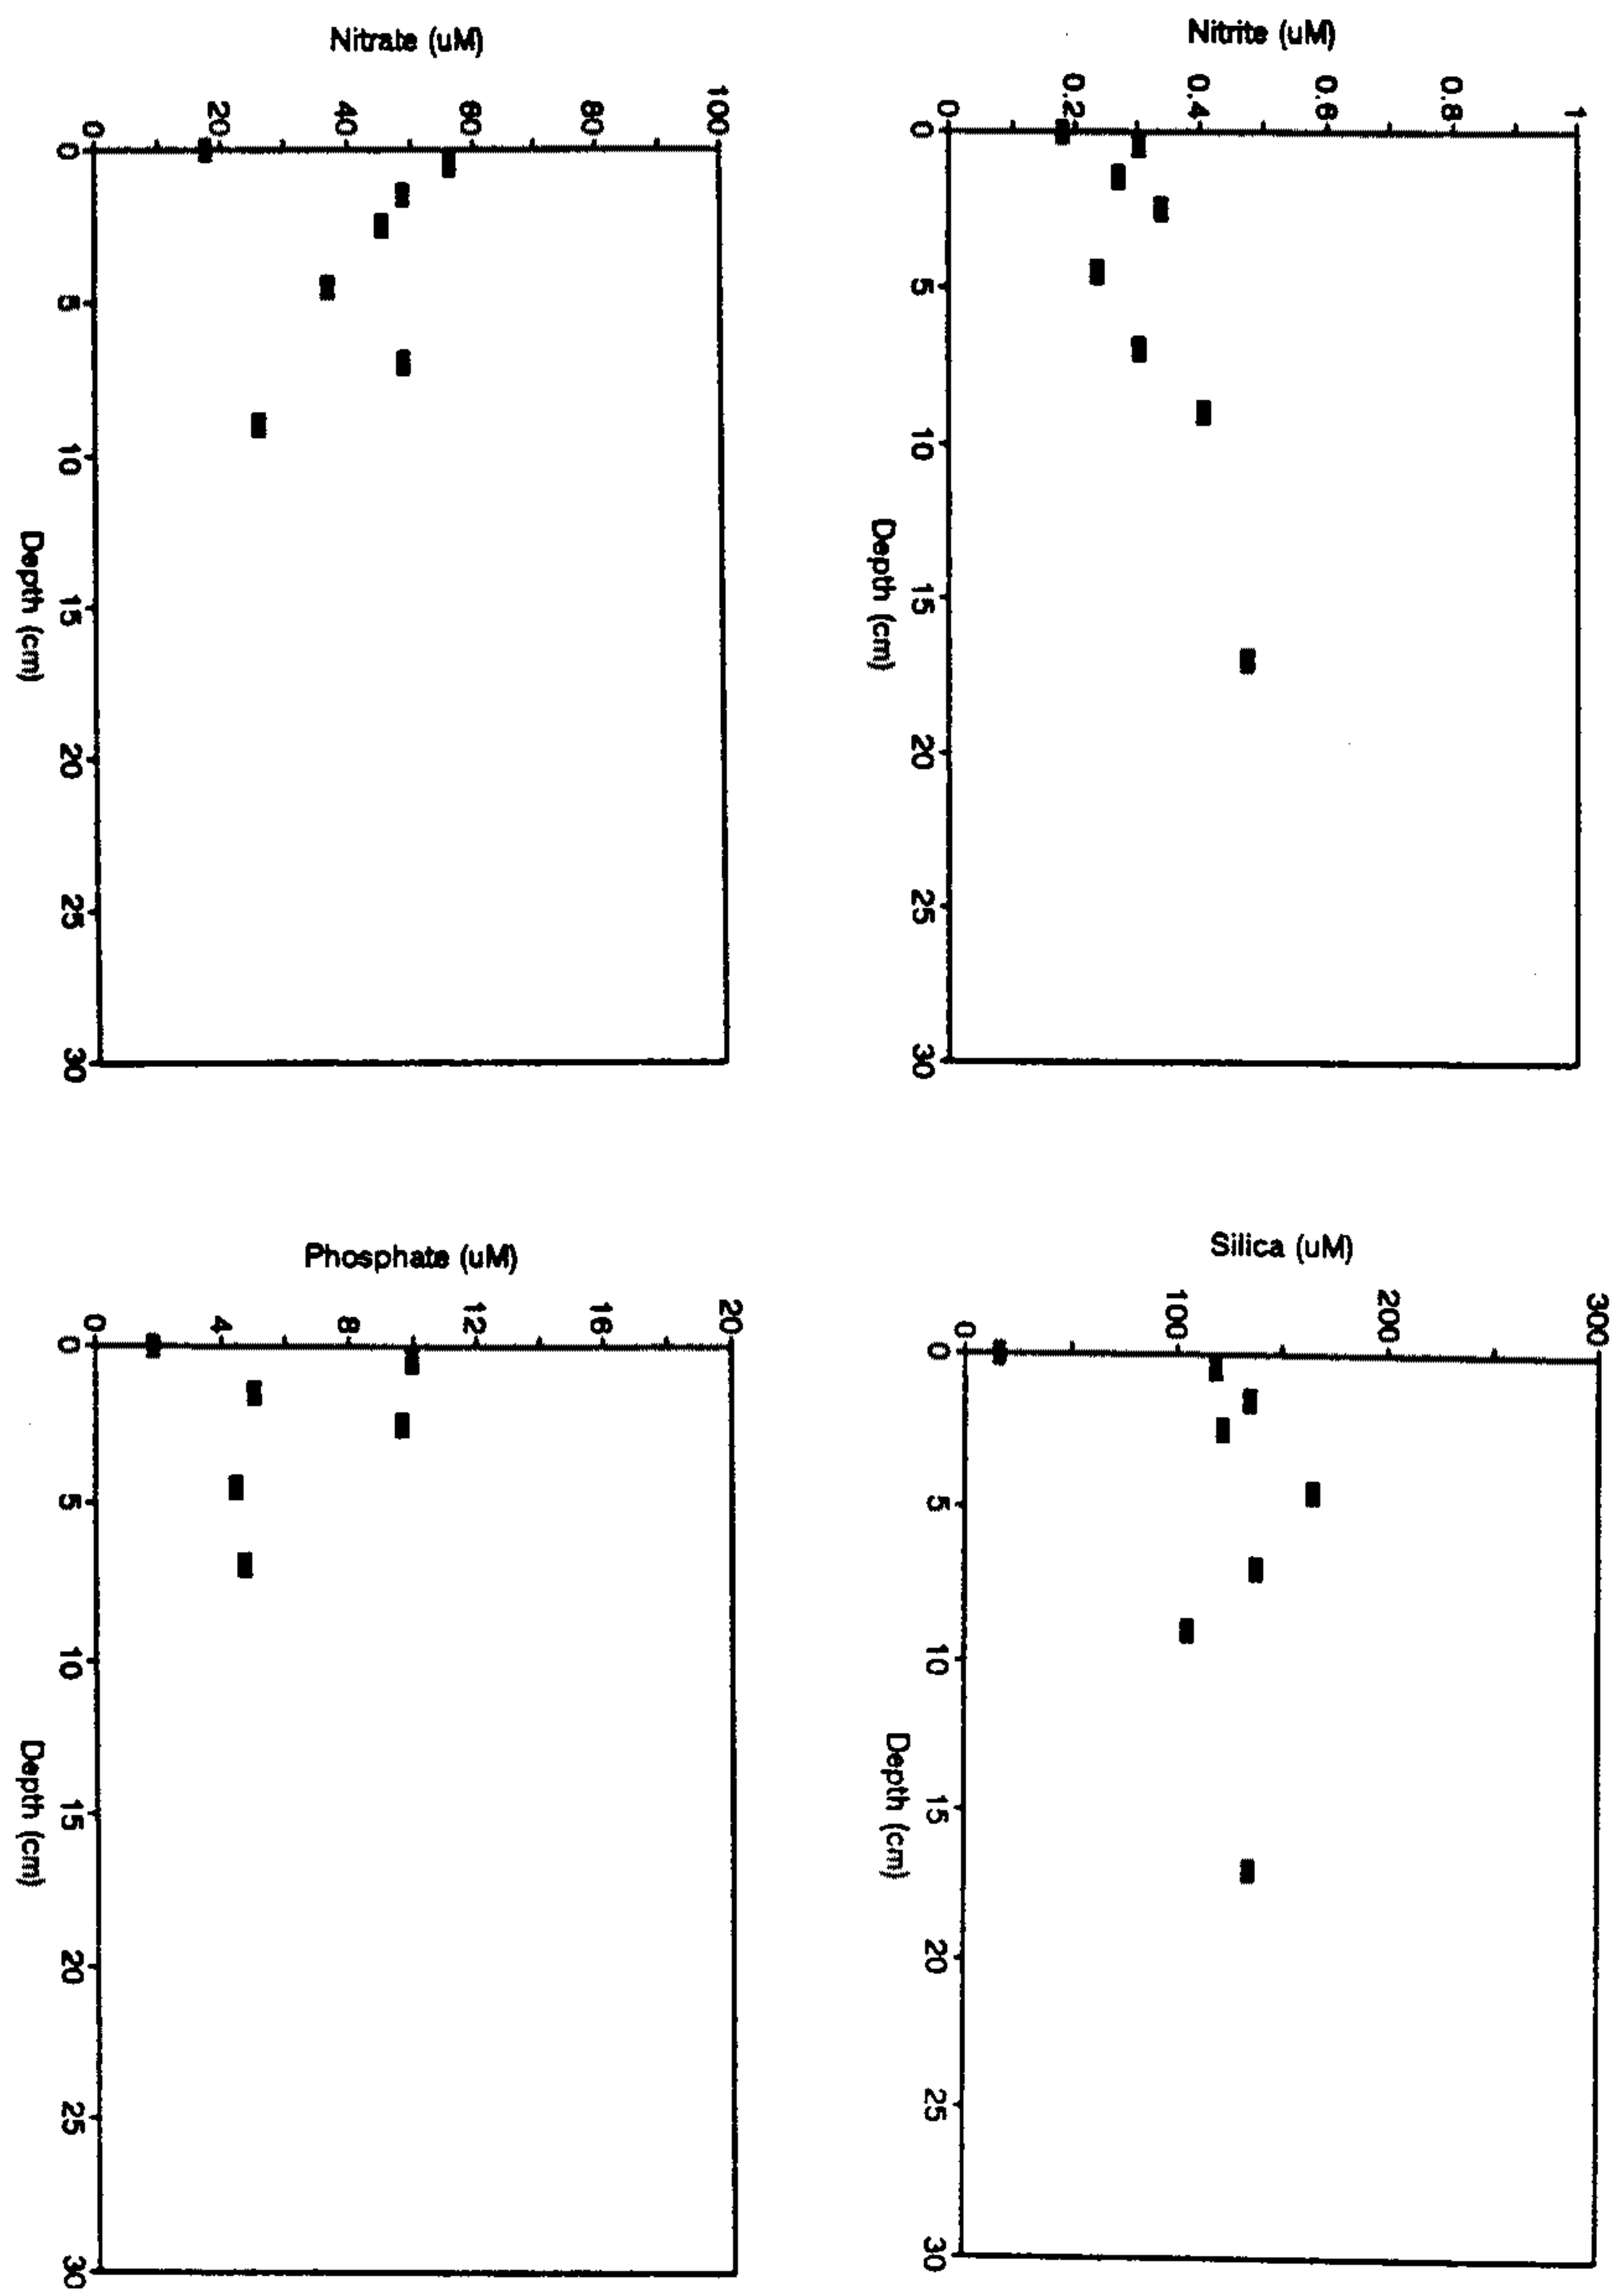 Nitrate (uM)
0 20 40 60 80 100
0
5
10
15
20
25
30
Depth (cm)
Nitrite (uM)
0 0.2 0.4 0.6 0.8 1
0
5
10
15
20
25
30
Depth (cm)
Phosphate (uM)
0 4 8 12 16 20
0
5
10
15
20
25
30
Depth (cm)
Silica (uM)
0 100 200 300
0
5
10
15
20
25
30
Depth (cm)